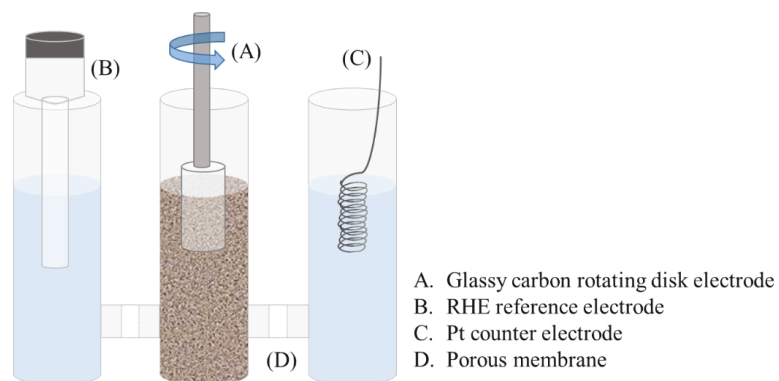 (A)
(B)
(C)
(D)
A. Glassy carbon rotating disk electrode
B. RHE reference electrode
C. Pt counter electrode
D. Porous membrane